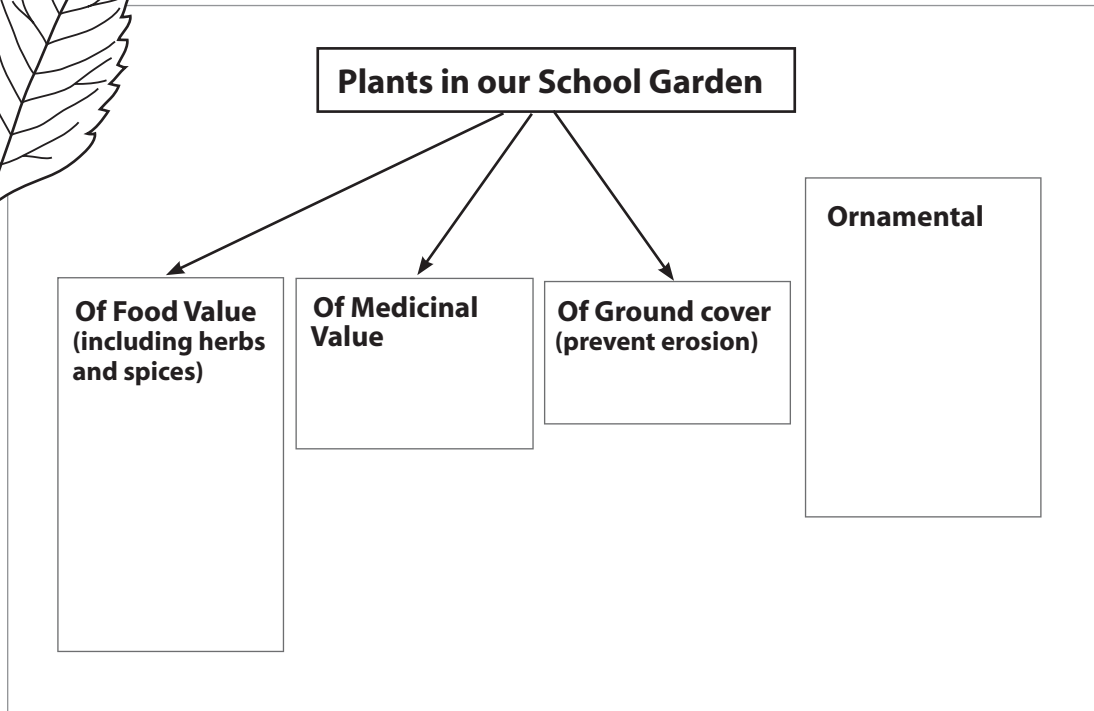 Plants in our School Garden
Of Food Value
(including herbs
and spices)
Of Medicinal
Value
Of Ground cover
(prevent erosion)
Ornamental